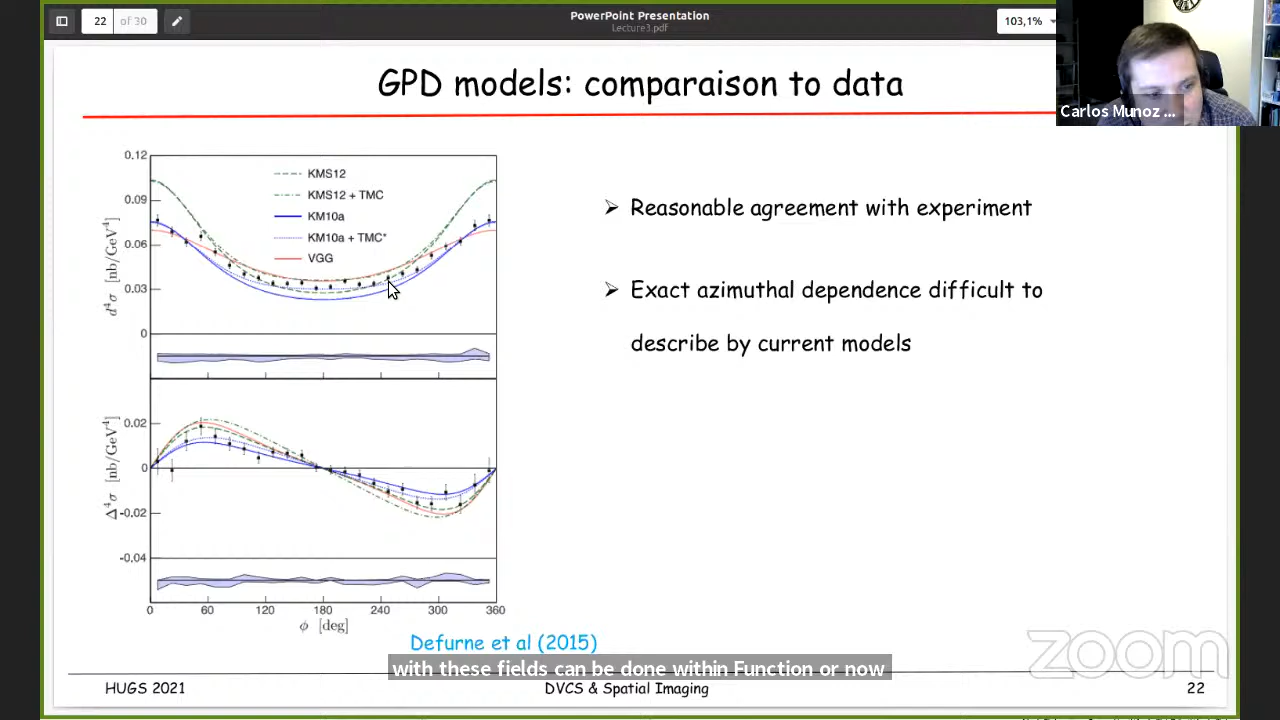 22 of 30
PowerPoint Presentation
Lecture3.pdf
103,1%
Carlos Munoz ...
GPD models: comparaison to data
0.12
0.09
0.06
0.03
0
d⁴σ [nb/GeV⁴]
KMS12
KMS12 + TMC
KM10a
KM10a + TMC*
VGG
0.02
0
-0.02
-0.04
Δ⁴σ [nb/GeV⁴]
0 60 120 180 240 300 360
ϕ [deg]
➢ Reasonable agreement with experiment
➢ Exact azimuthal dependence difficult to
describe by current models
Defurne et al (2015)
with these fields can be done within Function or now
zoom
HUGS 2021
DVCS & Spatial Imaging
22